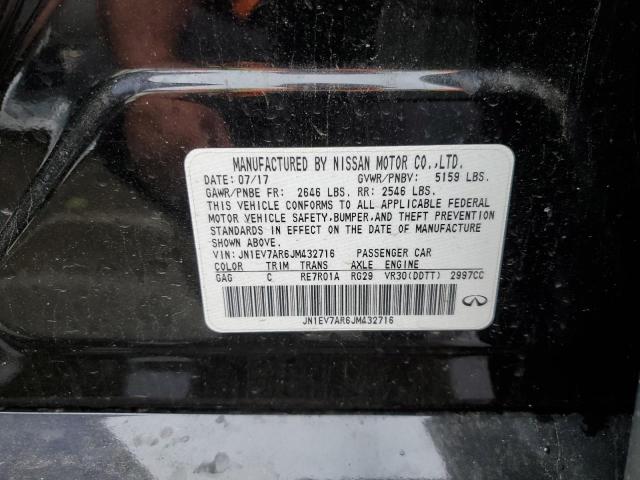 MANUFACTURED BY NISSAN MOTOR CO.,LTD.
DATE: 07/17 GVWR/PNBV: 5159 LBS.
GAWR/PNBE FR: 2646 LBS. RR: 2546 LBS.
THIS VEHICLE CONFORMS TO ALL APPLICABLE FEDERAL
MOTOR VEHICLE SAFETY, BUMPER, AND THEFT PREVENTION
STANDARDS IN EFFECT ON THE DATE OF MANUFACTURE
SHOWN ABOVE.
VIN: JN1EV7AR6JM432716 PASSENGER CAR
COLOR TRIM TRANS AXLE ENGINE
GAG C RE7R01A RG29 VR30(DDTT) 2997CC
JN1EV7AR6JM432716